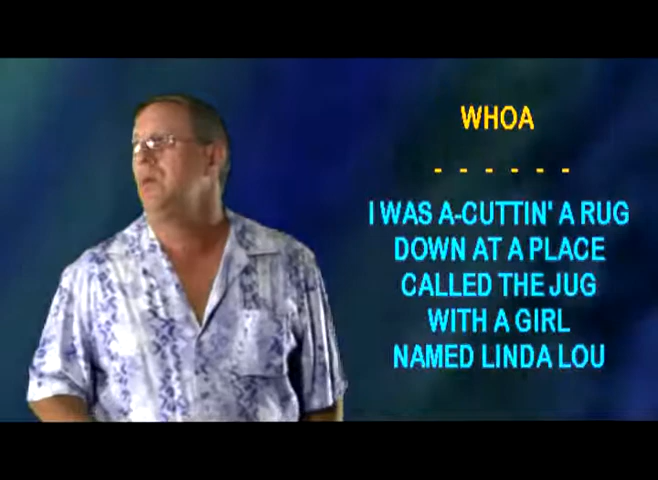 WHOA
- - - - - -
I WAS A-CUTTIN' A RUG
DOWN AT A PLACE
CALLED THE JUG
WITH A GIRL
NAMED LINDA LOU